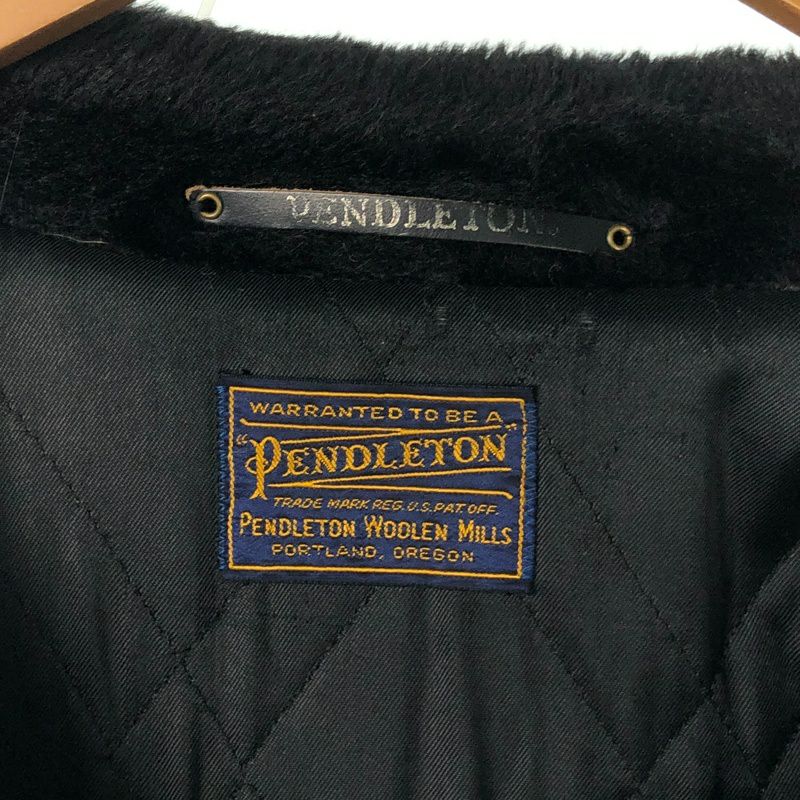 PENDLETON.
WARRANTED TO BE A
"PENDLETON"
TRADE MARK REG. U.S. PAT. OFF.
PENDLETON WOOLEN MILLS
PORTLAND, OREGON